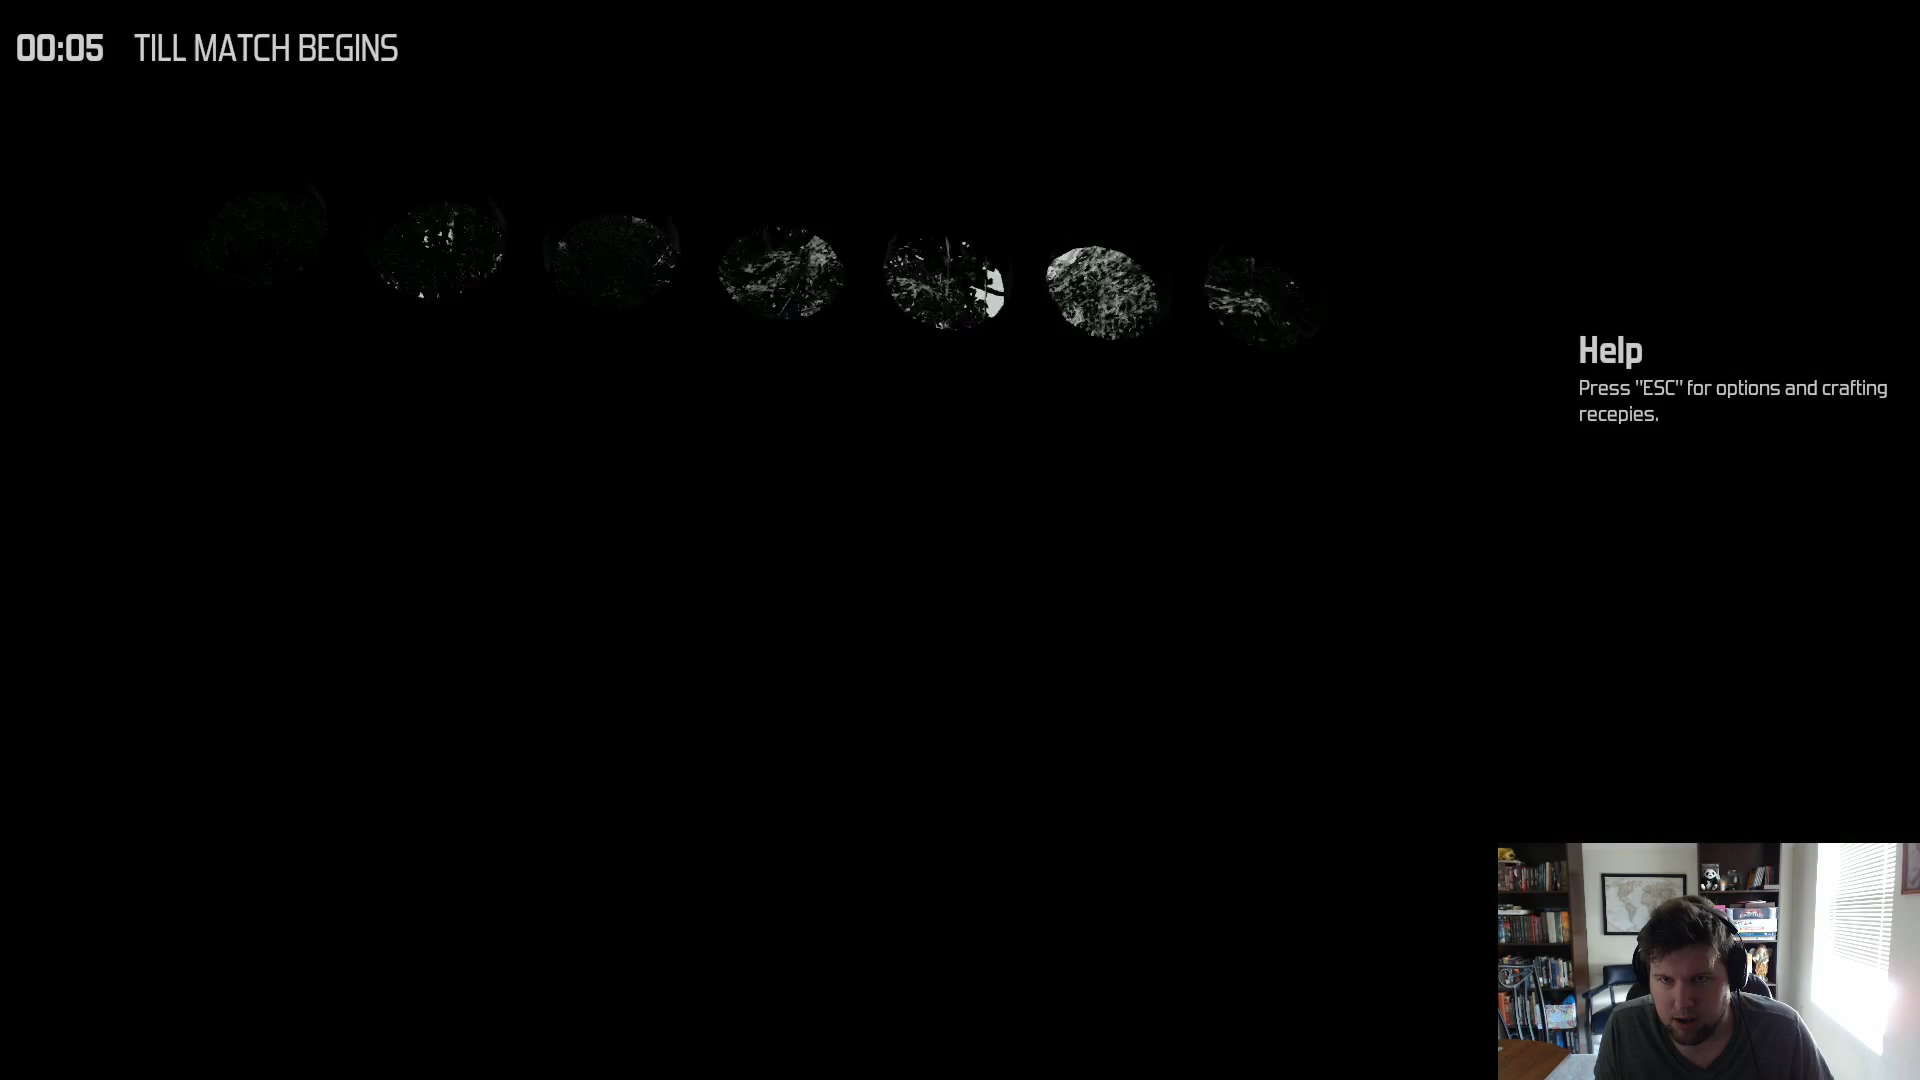 00:05 TILL MATCH BEGINS
Help
Press "ESC" for options and crafting
recepies.